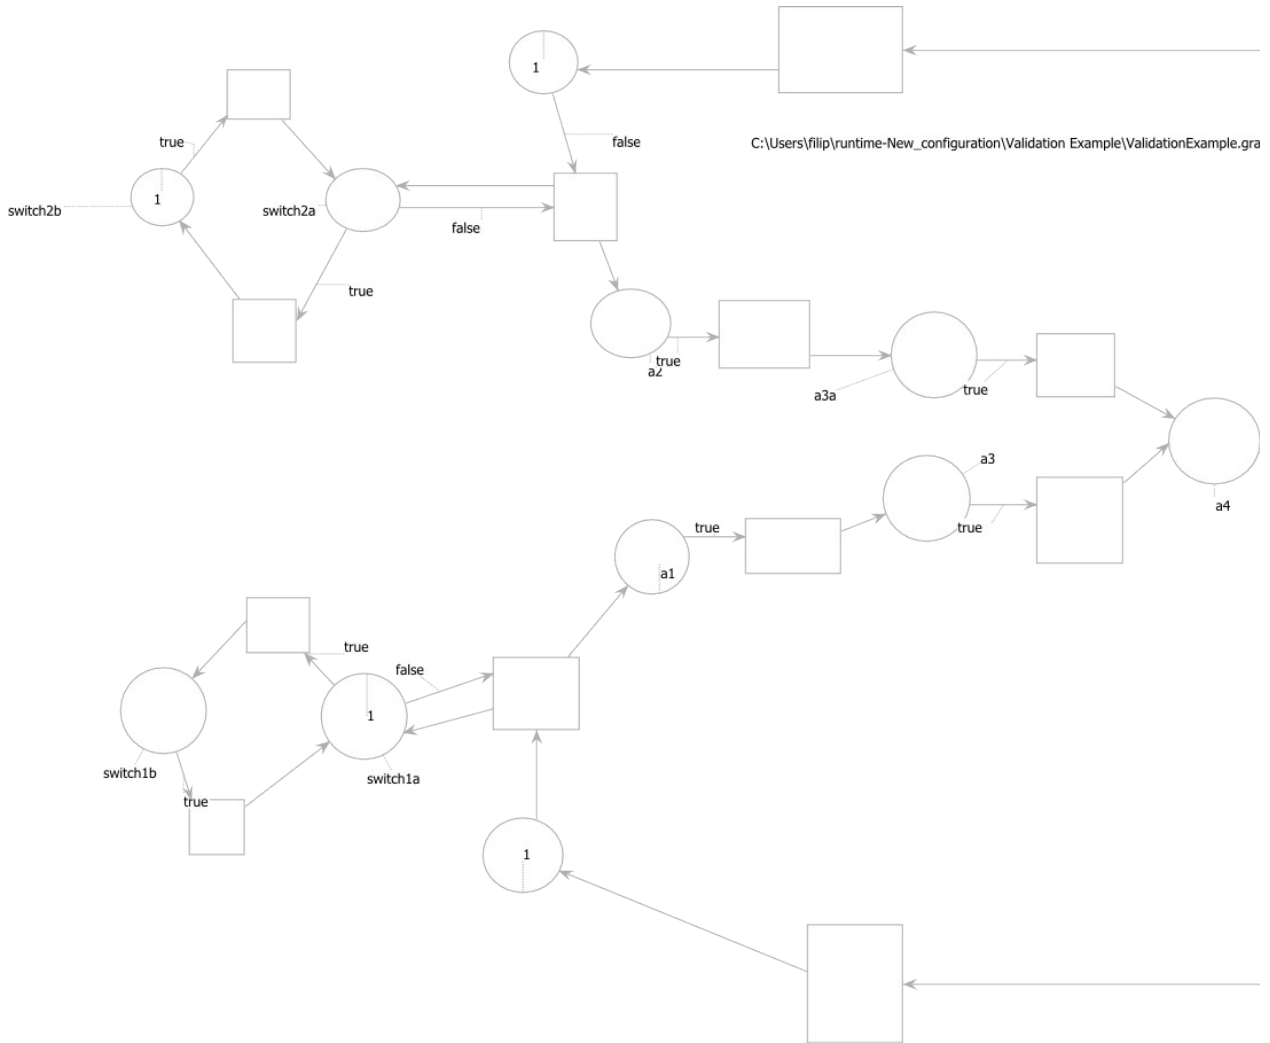 1
false
C:\Users\filip\runtime-New_configuration\Validation Example\ValidationExample.gra
true
1
switch2b
switch2a
false
true
true
a2
a3a
true
a3
a4
true
true
a1
true
false
1
switch1b
switch1a
true
1